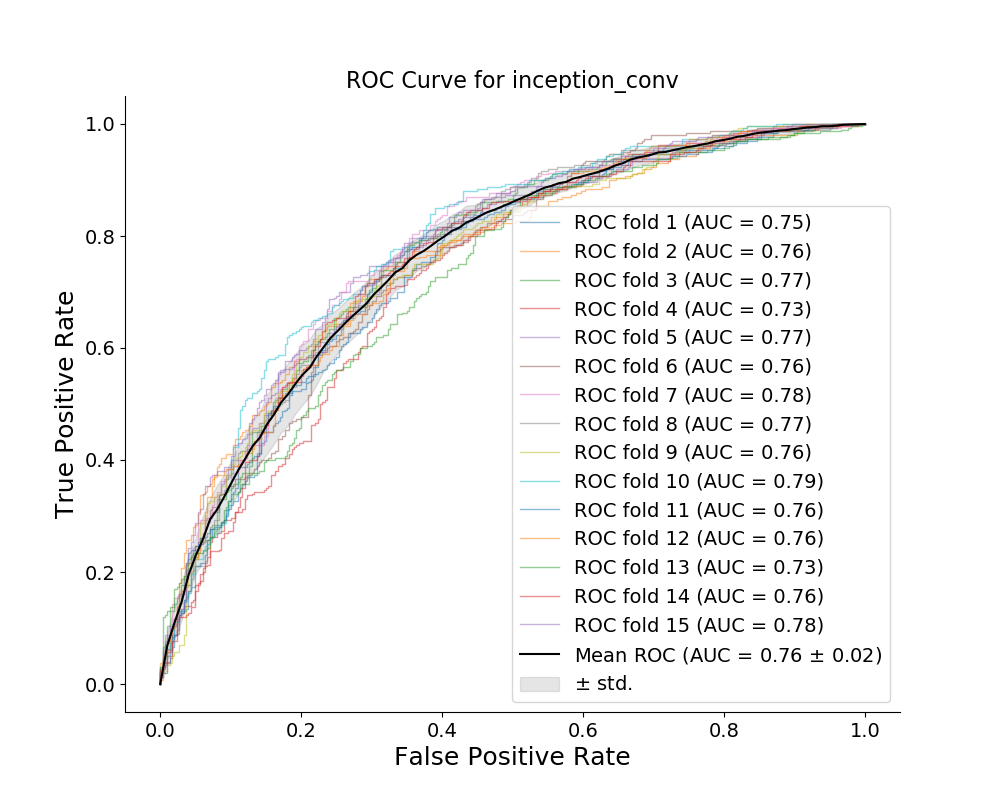 ROC Curve for inception_conv
1.0
0.8
0.6
0.4
0.2
0.0
True Positive Rate
ROC fold 1 (AUC = 0.75)
ROC fold 2 (AUC = 0.76)
ROC fold 3 (AUC = 0.77)
ROC fold 4 (AUC = 0.73)
ROC fold 5 (AUC = 0.77)
ROC fold 6 (AUC = 0.76)
ROC fold 7 (AUC = 0.78)
ROC fold 8 (AUC = 0.77)
ROC fold 9 (AUC = 0.76)
ROC fold 10 (AUC = 0.79)
ROC fold 11 (AUC = 0.76)
ROC fold 12 (AUC = 0.76)
ROC fold 13 (AUC = 0.73)
ROC fold 14 (AUC = 0.76)
ROC fold 15 (AUC = 0.78)
Mean ROC (AUC = 0.76 ± 0.02)
± std.
0.0 0.2 0.4 0.6 0.8 1.0
False Positive Rate